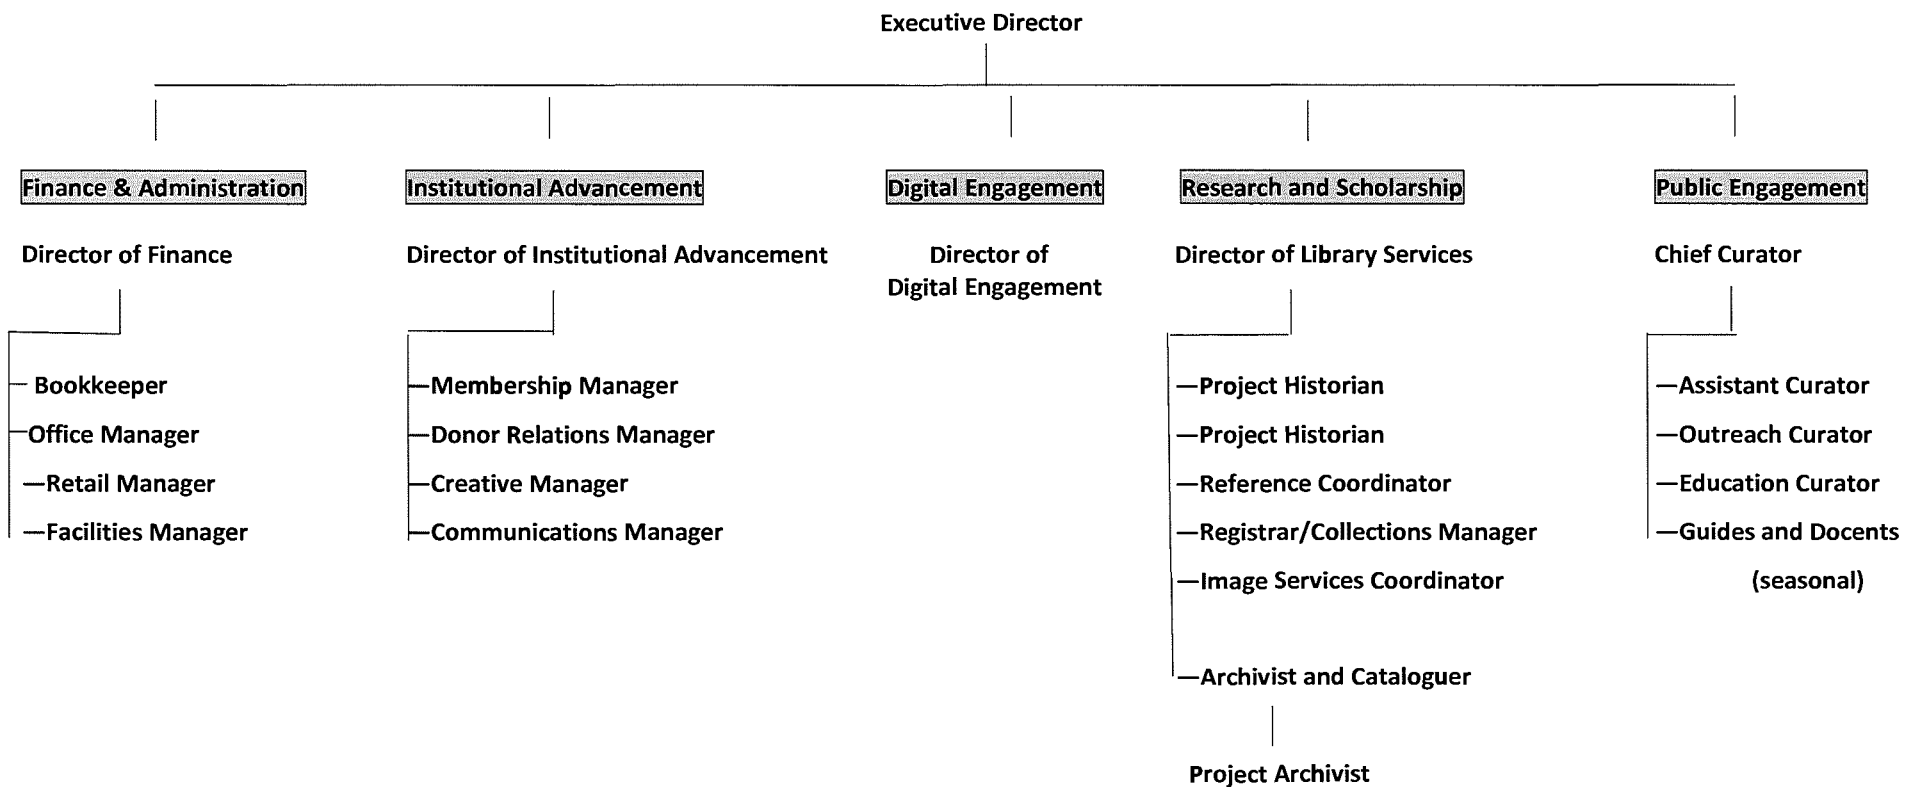 Executive Director
Finance & Administration
Director of Finance
Bookkeeper
Office Manager
Retail Manager
Facilities Manager
Institutional Advancement
Director of Institutional Advancement
Membership Manager
Donor Relations Manager
Creative Manager
Communications Manager
Digital Engagement
Director of
Digital Engagement
Research and Scholarship
Director of Library Services
Project Historian
Project Historian
Reference Coordinator
Registrar/Collections Manager
Image Services Coordinator
Archivist and Cataloguer
Project Archivist
Public Engagement
Chief Curator
Assistant Curator
Outreach Curator
Education Curator
Guides and Docents
(seasonal)